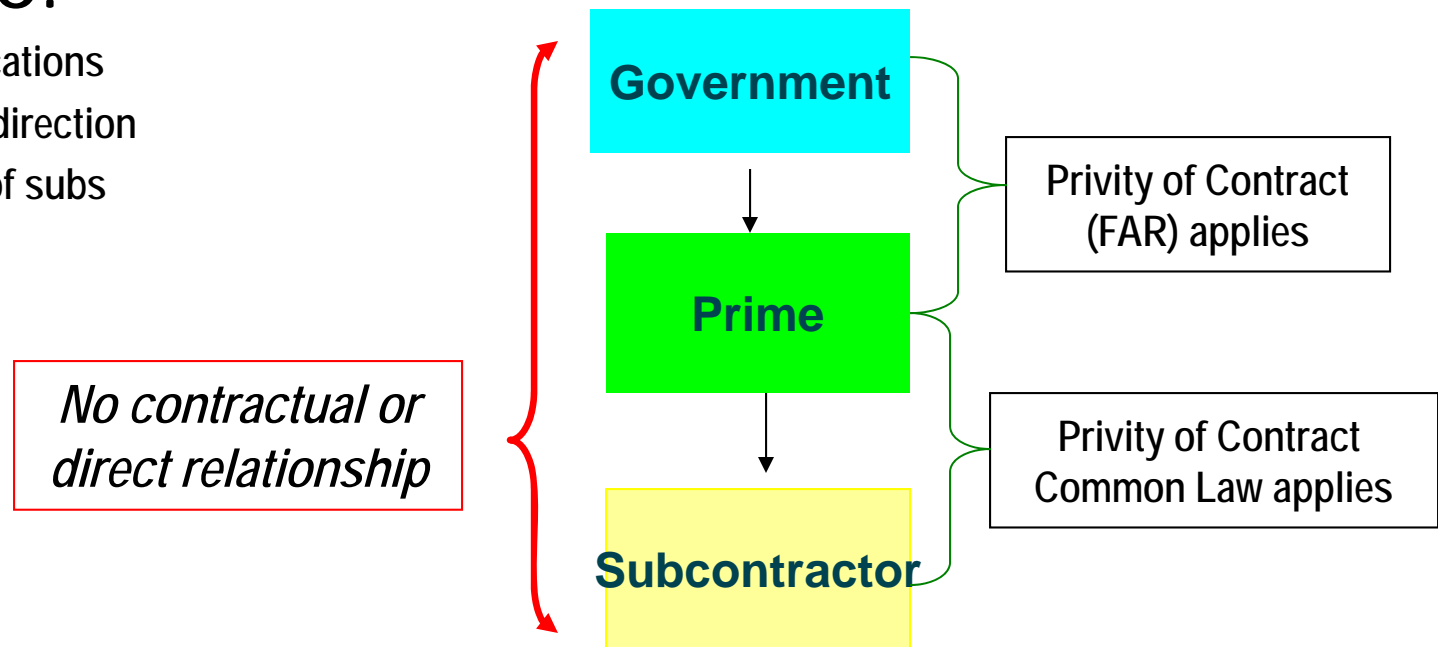 direction
of subs
Government
Privity of Contract
(FAR) applies
Prime
No contractual or
direct relationship
Privity of Contract
Common Law applies
Subcontractor